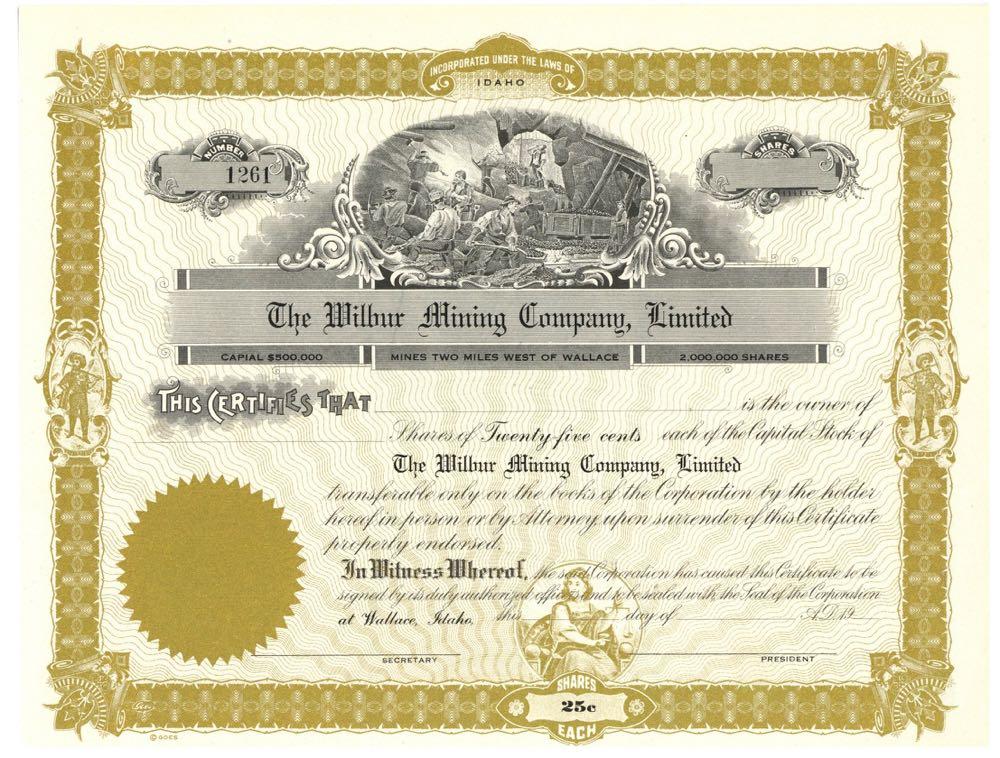 INCORPORATED UNDER THE LAWS OF
IDAHO
NUMBER
1261
SHARES
The Wilbur Mining Company, Limited
CAPIAL $500,000 MINES TWO MILES WEST OF WALLACE 2,000,000 SHARES
THIS CERTIFIES THAT is the owner of
Shares of Twenty-five cents each of the Capital Stock of
The Wilbur Mining Company, Limited
transferable only on the books of the Corporation by the holder
hereof in person or by Attorney upon surrender of this Certificate
properly endorsed.
In Witness Whereof, the said Corporation has caused this Certificate to be
signed by its duly authorized officers and to be sealed with the Seal of the Corporation
at Wallace, Idaho, this day of A.D. 19
SECRETARY PRESIDENT
SHARES
25c
EACH
© GOES